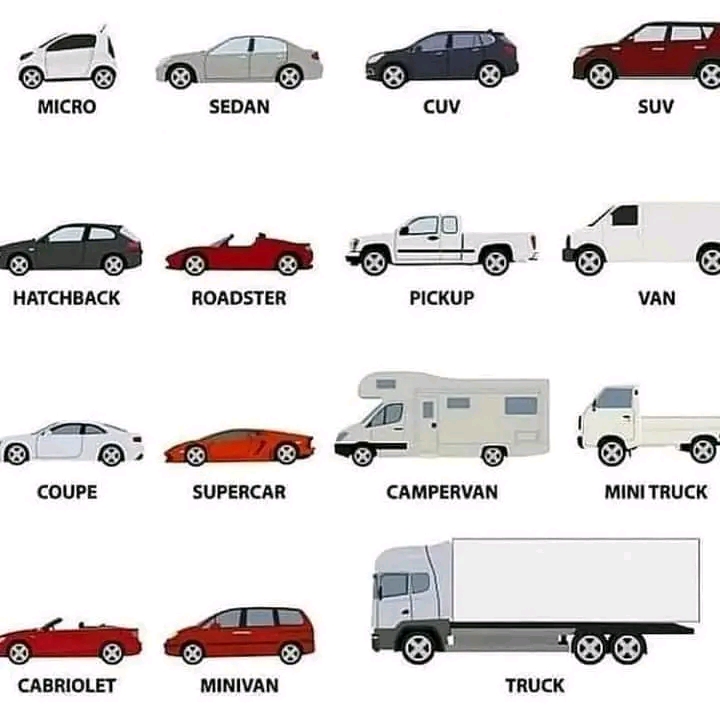 MICRO
SEDAN
CUV
SUV
HATCHBACK
ROADSTER
PICKUP
VAN
COUPE
SUPERCAR
CAMPERVAN
MINI TRUCK
CABRIOLET
MINIVAN
TRUCK